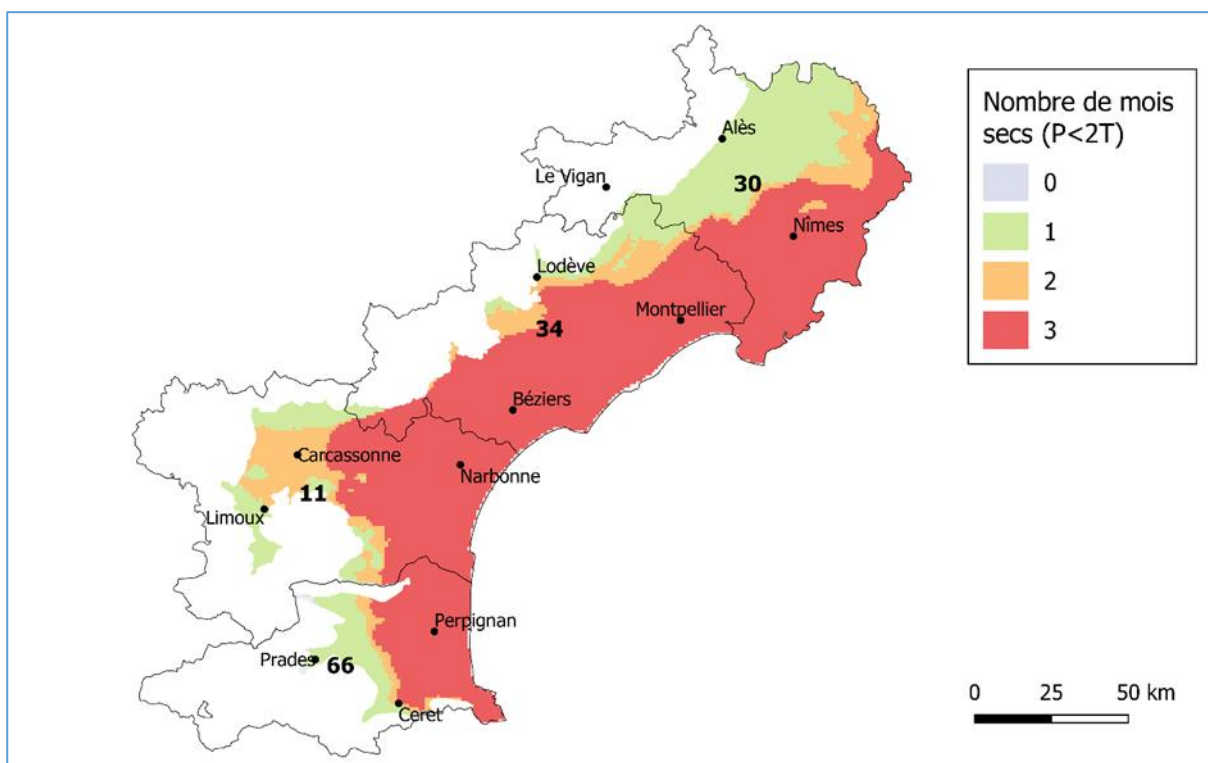 Nombre de mois
secs (P<2T)
0
1
2
3
Alès
Le Vigan
30
Nîmes
Lodève
Montpellier
34
Béziers
Carcassonne
Narbonne
11
Limoux
Perpignan
Prades
66
Ceret
0 25 50 km